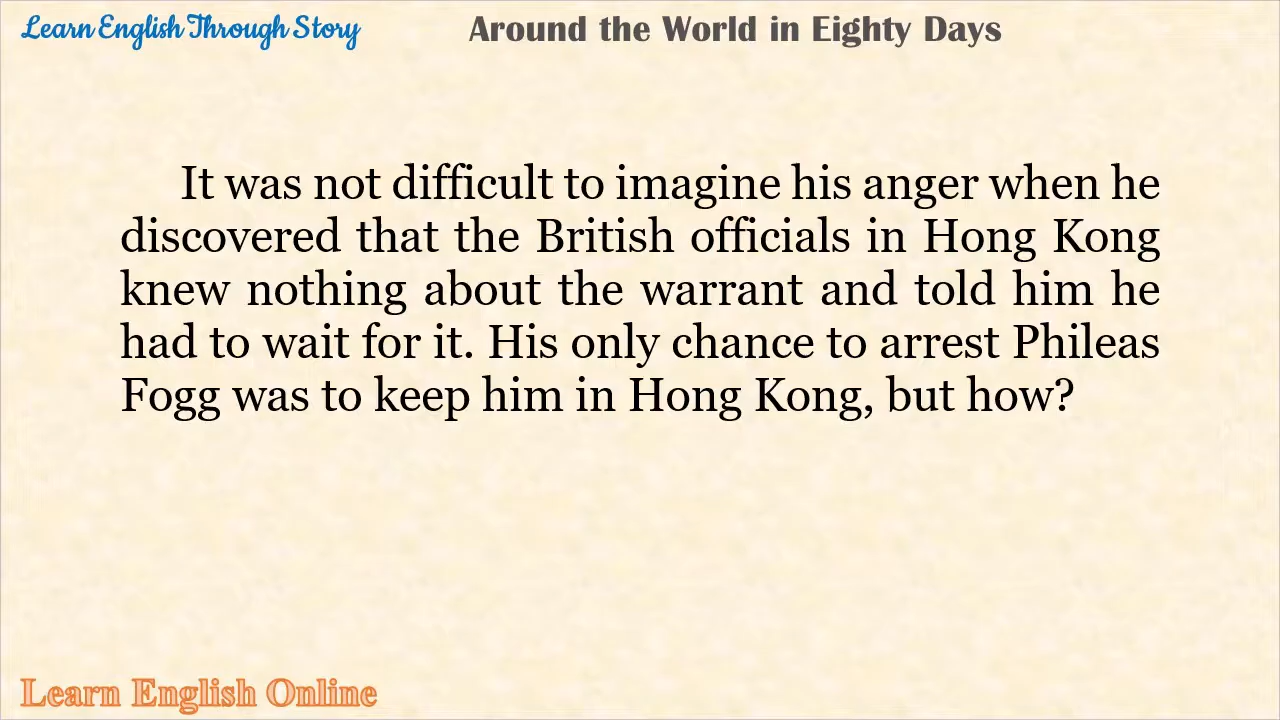 Learn English Through Story
Around the World in Eighty Days
It was not difficult to imagine his anger when he
discovered that the British officials in Hong Kong
knew nothing about the warrant and told him he
had to wait for it. His only chance to arrest Phileas
Fogg was to keep him in Hong Kong, but how?
Learn English Online